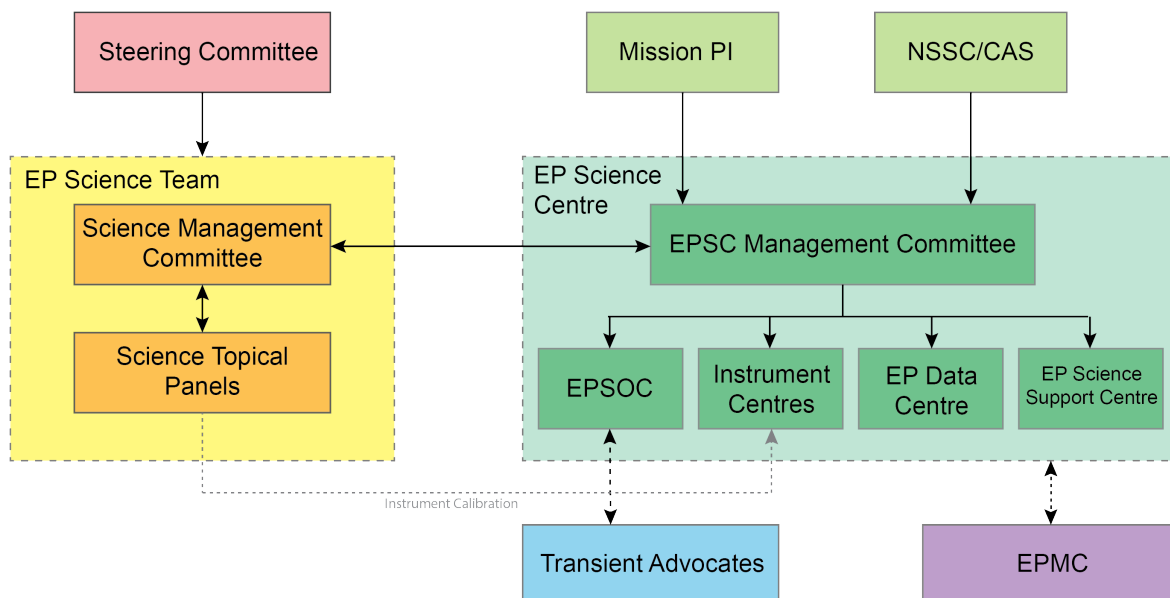 Steering Committee
Mission PI
NSSC/CAS
EP Science Team
EP Science
Centre
Science Management
Committee
EPSC Management Committee
Science Topical
Panels
EPSOC
Instrument
Centres
EP Data
Centre
EP Science
Support Centre
Instrument Calibration
Transient Advocates
EPMC